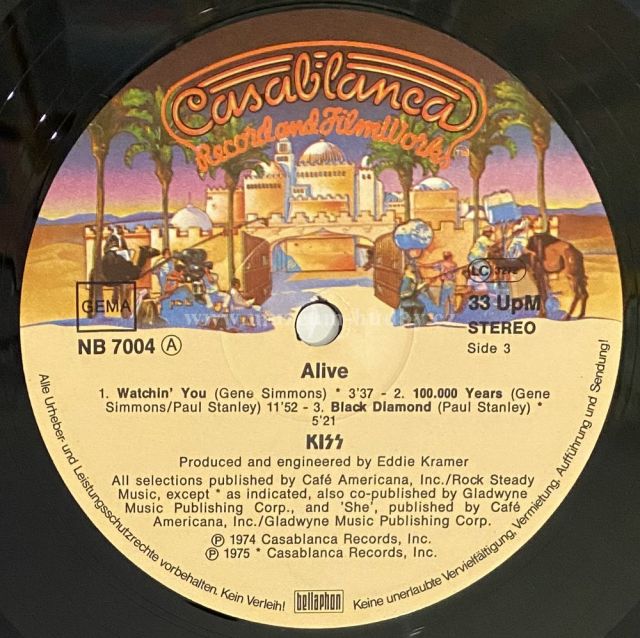 Casablanca
Record and FilmWorks
TM
LC
GEMA
NB 7004 Ⓐ
33 UpM
STEREO
Side 3
Alive
1. Watchin' You (Gene Simmons) * 3'37 - 2. 100.000 Years (Gene
Simmons/Paul Stanley) 11'52 - 3. Black Diamond (Paul Stanley) *
5'21
KISS
Produced and engineered by Eddie Kramer
All selections published by Café Americana, Inc./Rock Steady
Music, except * as indicated, also co-published by Gladwyne
Music Publishing Corp., and 'She', published by Café
Americana, Inc./Gladwyne Music Publishing Corp.
℗ 1974 Casablanca Records, Inc.
℗ 1975 * Casablanca Records, Inc.
Alle Urheber- und Leistungsschutzrechte vorbehalten. Kein Verleih!
bellaphon
Keine unerlaubte Vervielfältigung, Vermietung, Aufführung und Sendung!